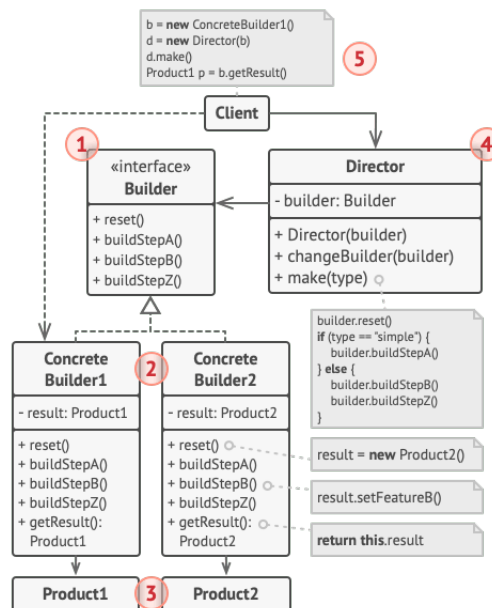 b = new ConcreteBuilder1()
d = new Director(b)
d.make()
Product1 p = b.getResult()
5
Client
1
«interface»
Builder
+ reset()
+ buildStepA()
+ buildStepB()
+ buildStepZ()
4
Director
- builder: Builder
+ Director(builder)
+ changeBuilder(builder)
+ make(type)
builder.reset()
if (type == "simple") {
builder.buildStepA()
} else {
builder.buildStepB()
builder.buildStepZ()
}
2
Concrete
Builder1
- result: Product1
+ reset()
+ buildStepA()
+ buildStepB()
+ buildStepZ()
+ getResult():
Product1
Concrete
Builder2
- result: Product2
+ reset()
+ buildStepA()
+ buildStepB()
+ buildStepZ()
+ getResult():
Product2
result = new Product2()
result.setFeatureB()
return this.result
Product1
3
Product2